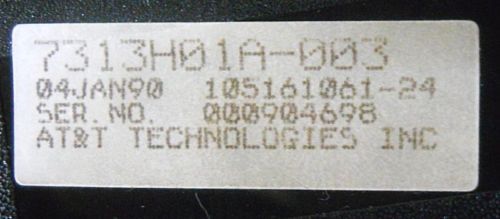 7313H01A-003
04JAN90 105161061-24
SER.NO. 000904698
AT&T TECHNOLOGIES INC